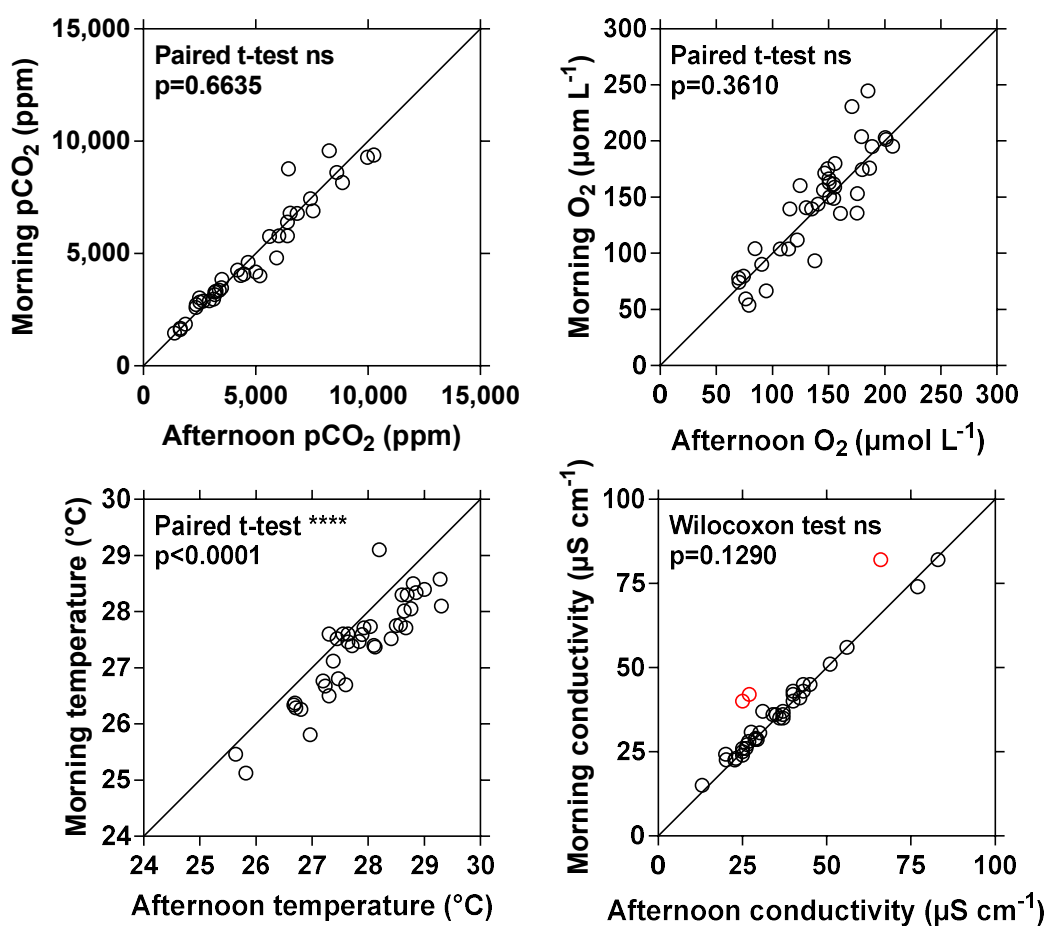 Morning pCO₂ (ppm)
15,000
10,000
5,000
0
Paired t-test ns
p=0.6635
0 5,000 10,000 15,000
Afternoon pCO₂ (ppm)
Morning O₂ (µom L⁻¹)
300
250
200
150
100
50
0
Paired t-test ns
p=0.3610
0 50 100 150 200 250 300
Afternoon O₂ (µmol L⁻¹)
Morning temperature (°C)
30
29
28
27
26
25
24
Paired t-test ****
p<0.0001
24 25 26 27 28 29 30
Afternoon temperature (°C)
Morning conductivity (µS cm⁻¹)
100
75
50
25
0
Wilocoxon test ns
p=0.1290
0 25 50 75 100
Afternoon conductivity (µS cm⁻¹)